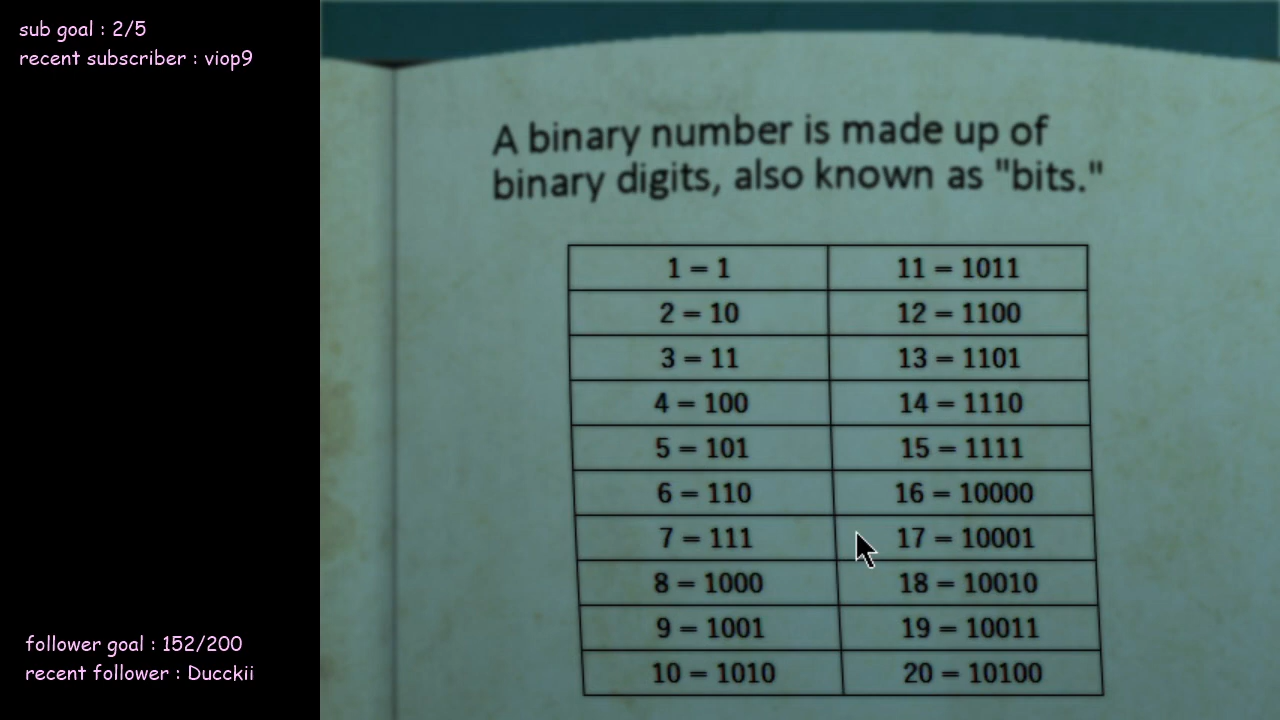 sub goal : 2/5
recent subscriber : viop9
A binary number is made up of
binary digits, also known as "bits."
1 = 1
11 = 1011
2 = 10
12 = 1100
3 = 11
13 = 1101
4 = 100
14 = 1110
5 = 101
15 = 1111
6 = 110
16 = 10000
7 = 111
17 = 10001
8 = 1000
18 = 10010
9 = 1001
19 = 10011
10 = 1010
20 = 10100
follower goal : 152/200
recent follower : Ducckii